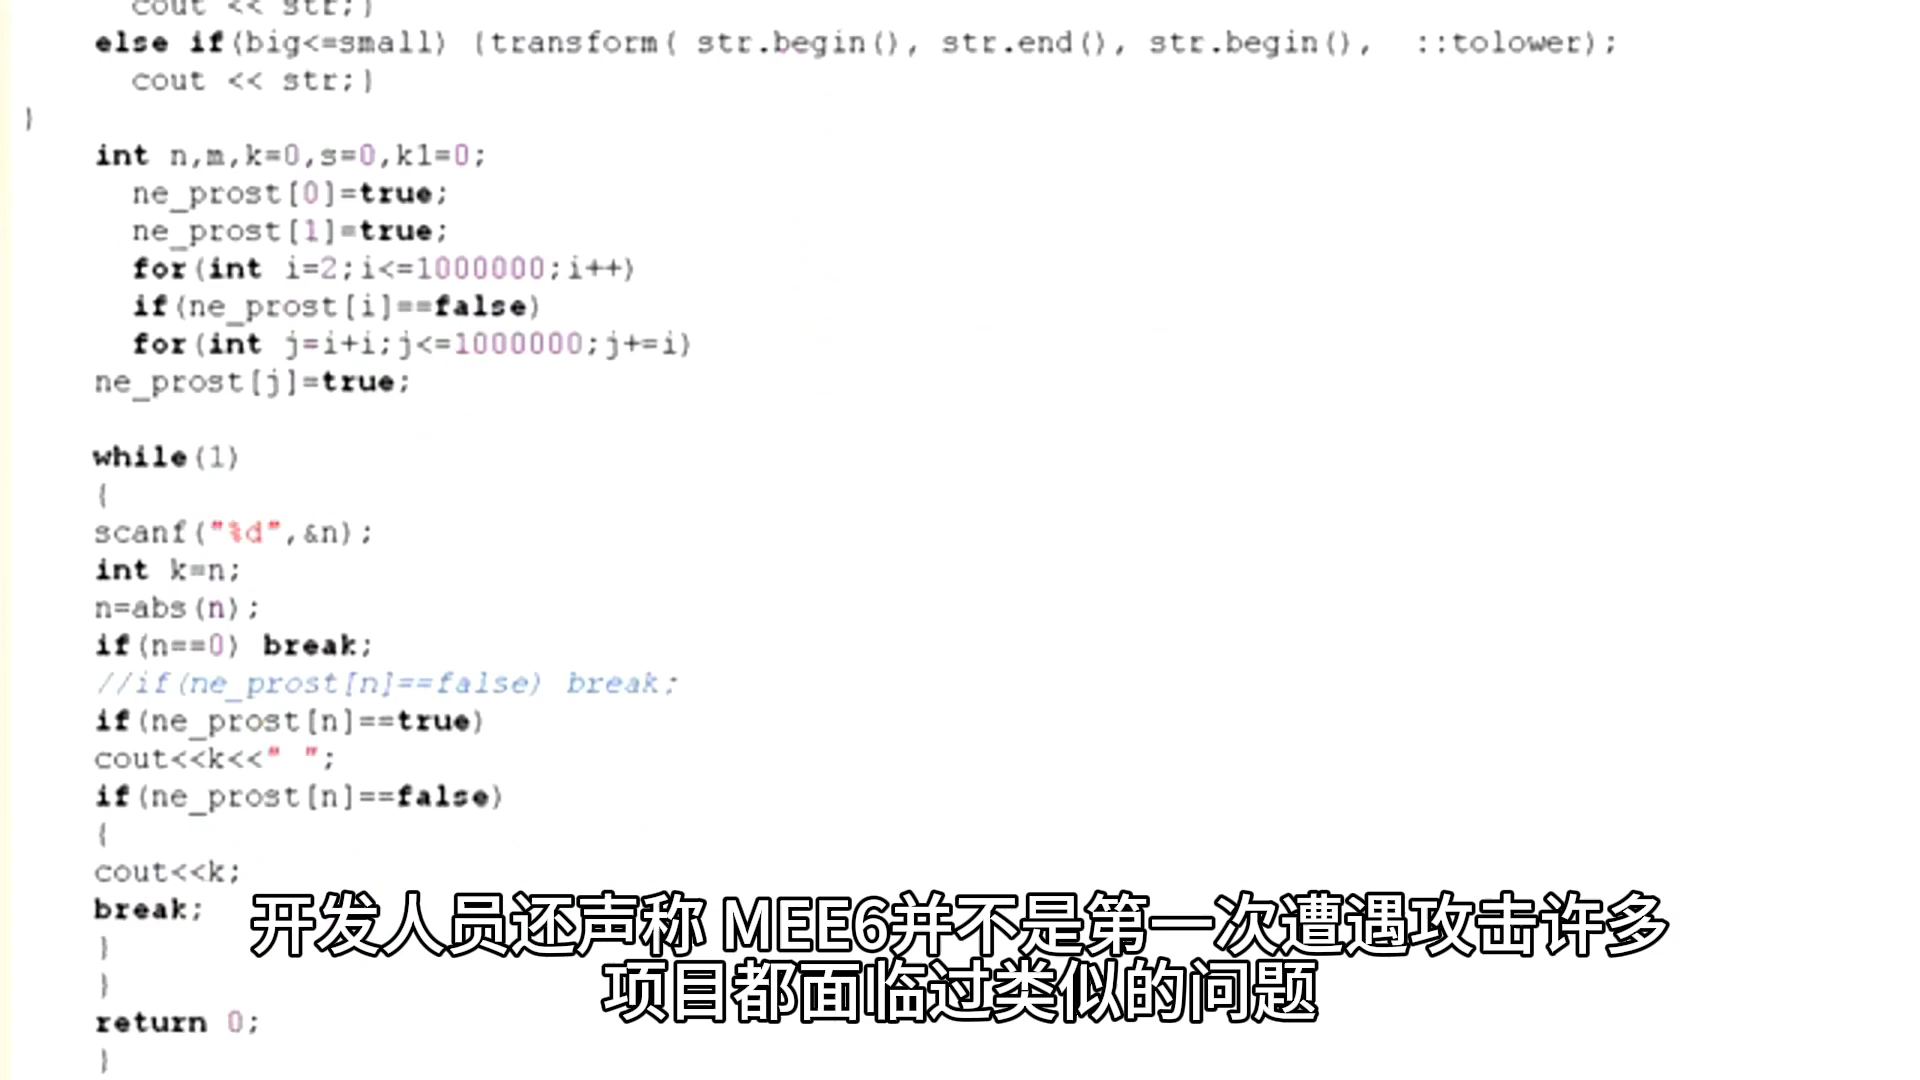 cout << str;}
else if(big<=small) {transform( str.begin(), str.end(), str.begin(),  ::tolower);
cout << str;}
}
int n,m,k=0,s=0,k1=0;
ne_prost[0]=true;
ne_prost[1]=true;
for(int i=2;i<=1000000;i++)
if(ne_prost[i]==false)
for(int j=i+i;j<=1000000;j+=i)
ne_prost[j]=true;
while(1)
{
scanf("%d",&n);
int k=n;
n=abs(n);
if(n==0) break;
//if(ne_prost[n]==false) break;
if(ne_prost[n]==true)
cout<<k<<" ";
if(ne_prost[n]==false)
{
cout<<k;
break;
}
}
return 0;
}
开发人员还声称 MEE6并不是第一次遭遇攻击许多
项目都面临过类似的问题